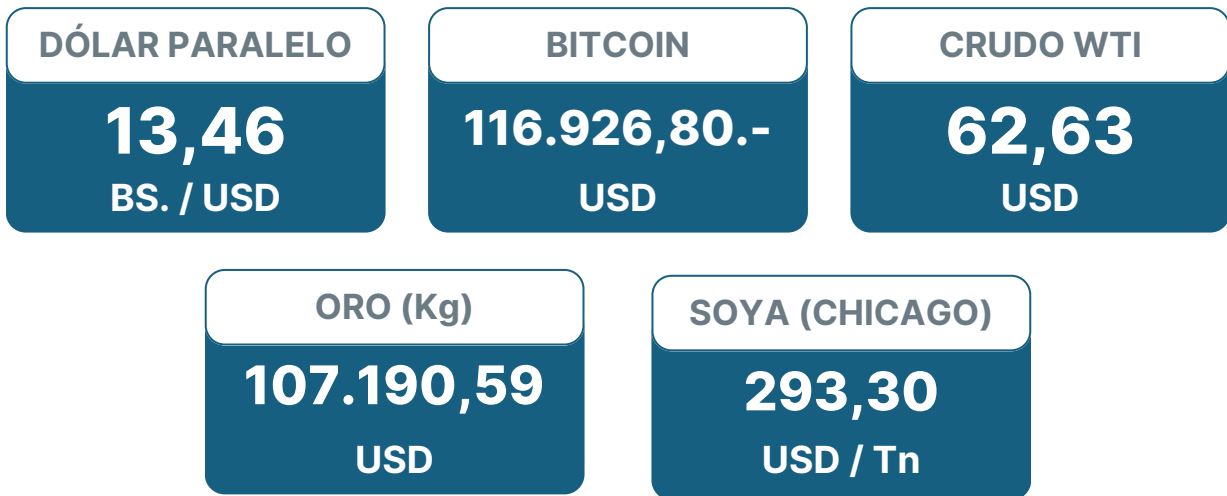 DÓLAR PARALELO
13,46
BS. / USD
BITCOIN
116.926,80.-
USD
CRUDO WTI
62,63
USD
ORO (Kg)
107.190,59
USD
SOYA (CHICAGO)
293,30
USD / Tn